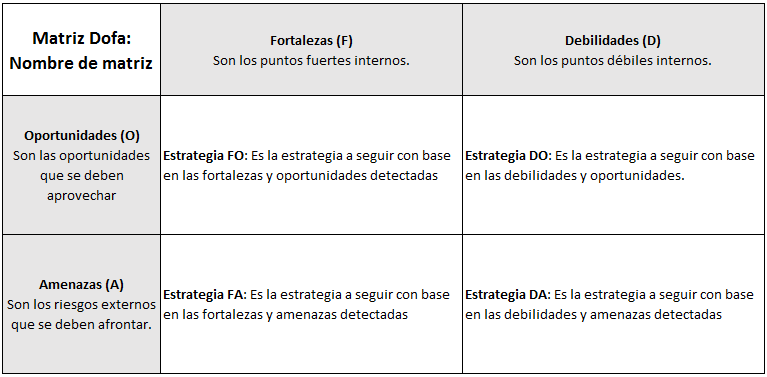 Matriz Dofa:
Nombre de matriz
Fortalezas (F)
Son los puntos fuertes internos.
Debilidades (D)
Son los puntos débiles internos.
Oportunidades (O)
Son las oportunidades
que se deben
aprovechar
Estrategia FO: Es la estrategia a seguir con base
en las fortalezas y oportunidades detectadas
Estrategia DO: Es la estrategia a seguir con base
en las debilidades y oportunidades.
Amenazas (A)
Son los riesgos externos
que se deben afrontar.
Estrategia FA: Es la estrategia a seguir con base
en las fortalezas y amenazas detectadas
Estrategia DA: Es la estrategia a seguir con base
en las debilidades y amenazas detectadas